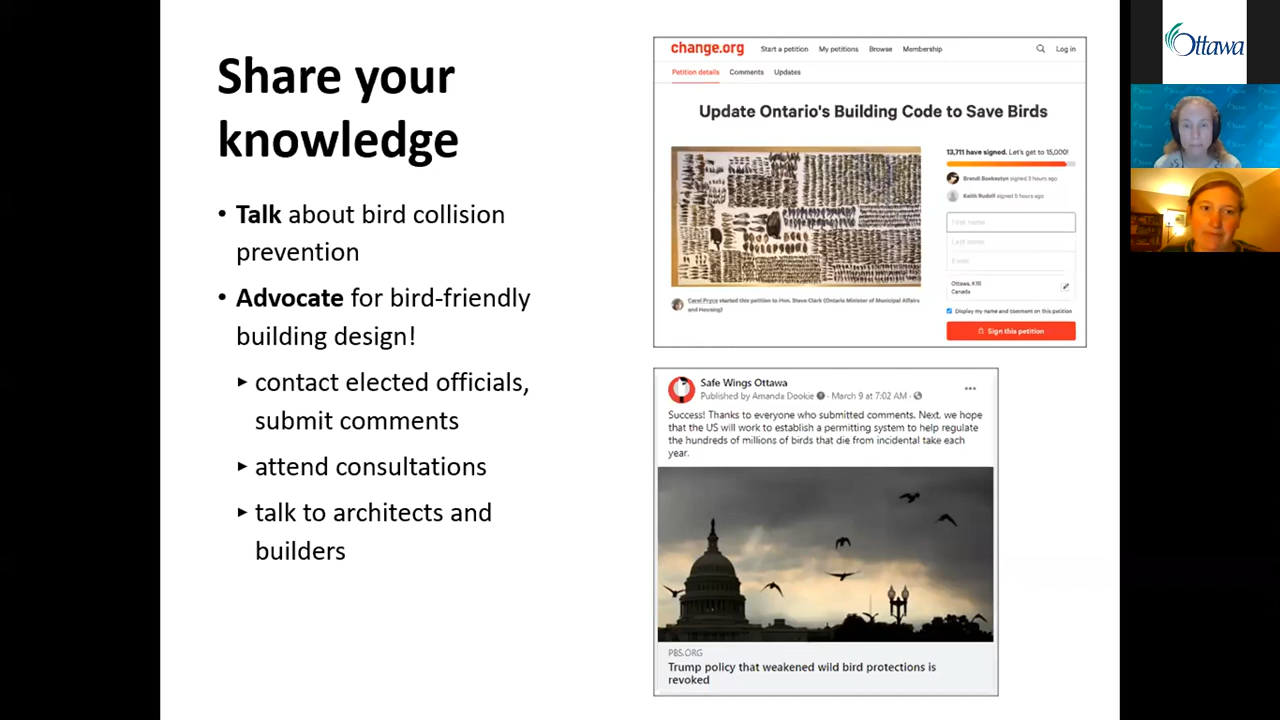 Share your
knowledge
• Talk about bird collision
prevention
• Advocate for bird-friendly
building design!
▸ contact elected officials,
submit comments
▸ attend consultations
▸ talk to architects and
builders
change.org Start a petition My petitions Browse Membership Log in
Petition details Comments Updates
Update Ontario's Building Code to Save Birds
13,711 have signed. Let's get to 15,000!
Brandi Boekestyn signed 3 hours ago
Keith Rudolf signed 5 hours ago
First name
Last name
Email
Ottawa,
Canada
Display my name and comment on this petition
Sign this petition
Carol Pryce started this petition to Hon. Steve Clark (Ontario Minister of Municipal Affairs
and Housing)
Safe Wings Ottawa
Published by Amanda Dookie · March 9 at 7:02 AM ·
Success! Thanks to everyone who submitted comments. Next, we hope
that the US will work to establish a permitting system to help regulate
the hundreds of millions of birds that die from incidental take each
year.
PBS.ORG
Trump policy that weakened wild bird protections is
revoked
Ottawa